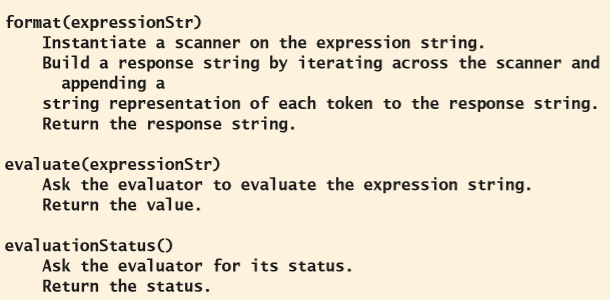 format(expressionStr)
Instantiate a scanner on the expression string.
Build a response string by iterating across the scanner and
appending a
string representation of each token to the response string.
Return the response string.
evaluate(expressionStr)
Ask the evaluator to evaluate the expression string.
Return the value.
evaluationStatus()
Ask the evaluator for its status.
Return the status.